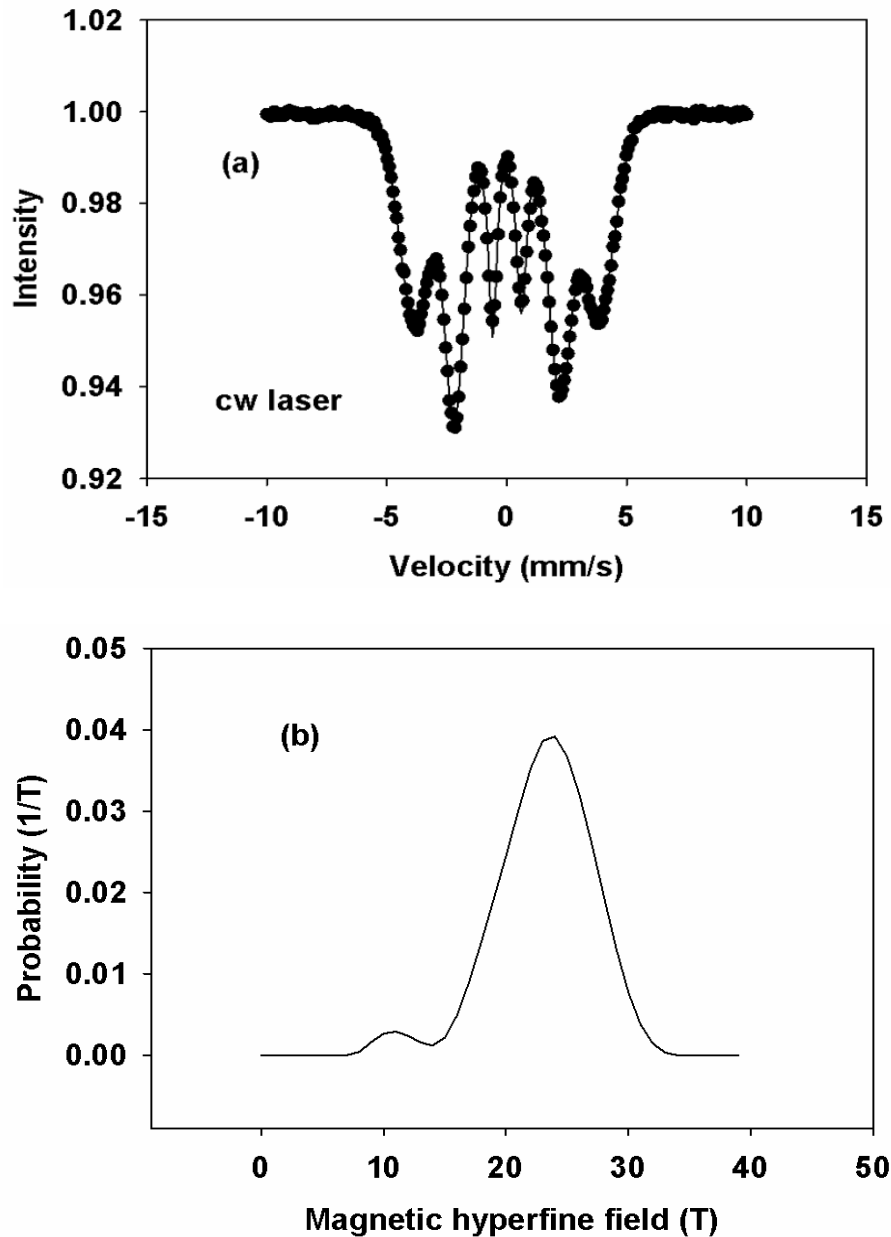 1.02
1.00
(a)
0.98
Intensity
0.96
0.94
cw laser
0.92
-15 -10 -5 0 5 10 15
Velocity (mm/s)
0.05
(b)
0.04
0.03
Probability (1/T)
0.02
0.01
0.00
0 10 20 30 40 50
Magnetic hyperfine field (T)